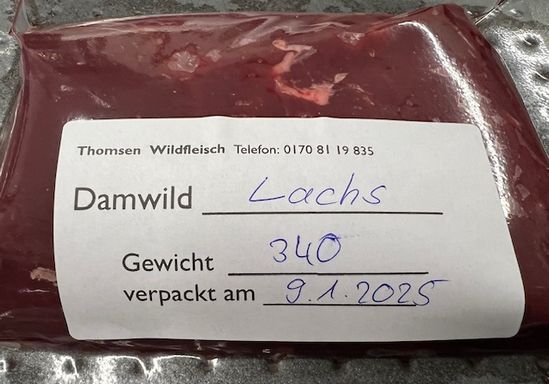 Thomsen Wildfleisch Telefon: 0170 81 19 835
Damwild Lachs
Gewicht 340
verpackt am 9.1.2025